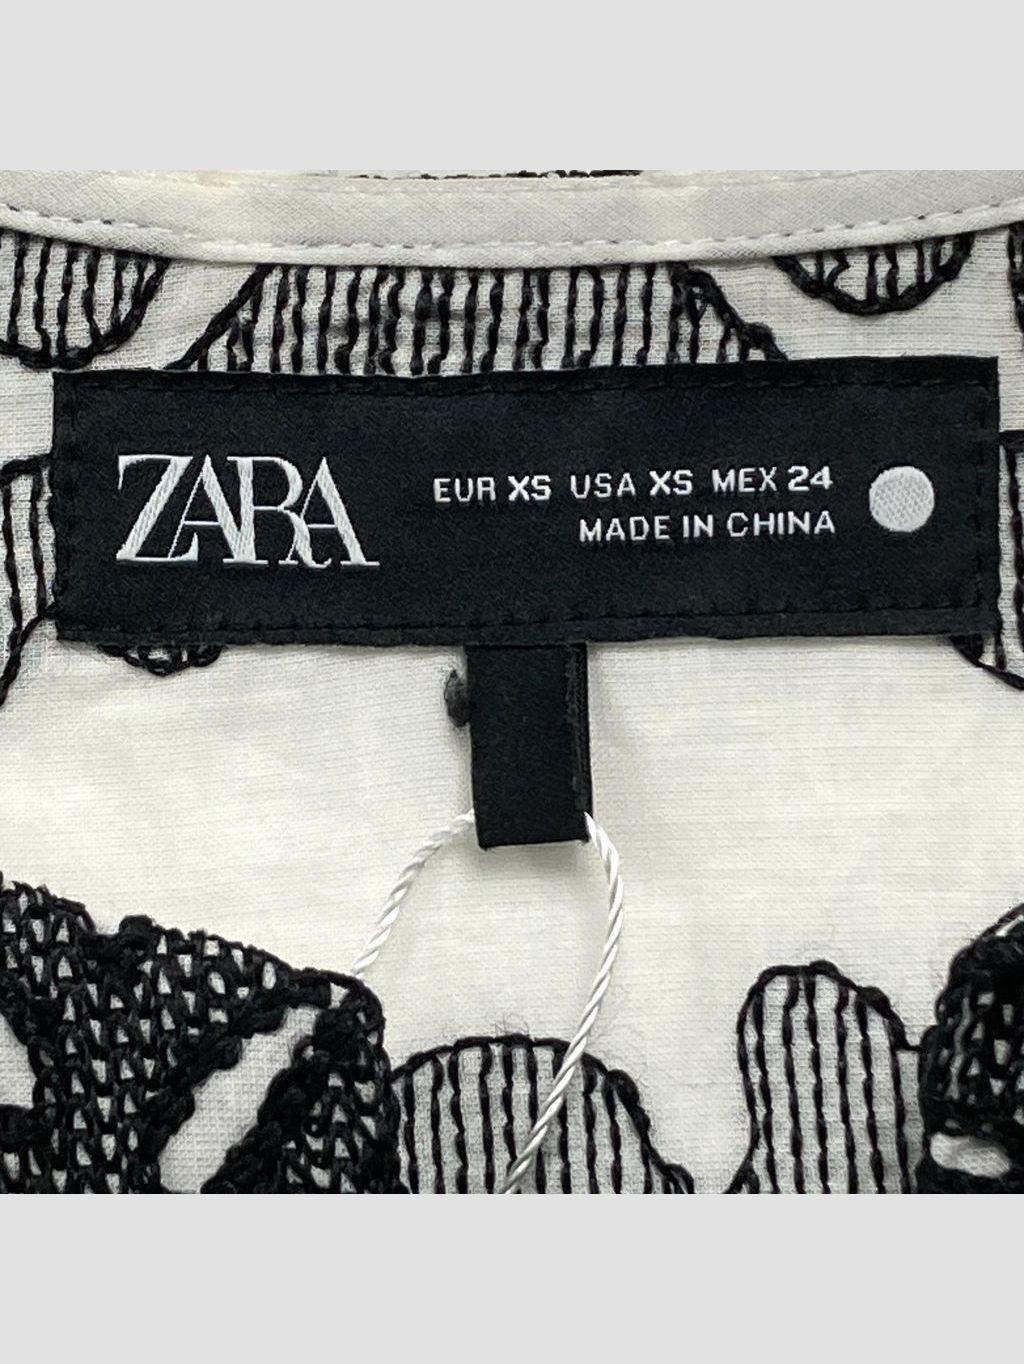 ZARA
EUR XS USA XS MEX 24
MADE IN CHINA